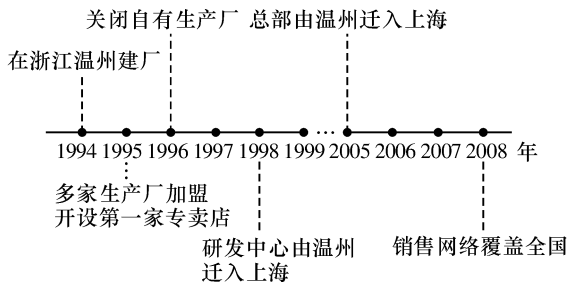 关闭自有生产厂 总部由温州迁入上海
在浙江温州建厂
1994 1995 1996 1997 1998 1999 2005 2006 2007 2008 年
多家生产厂加盟
开设第一家专卖店
研发中心由温州
迁入上海
销售网络覆盖全国